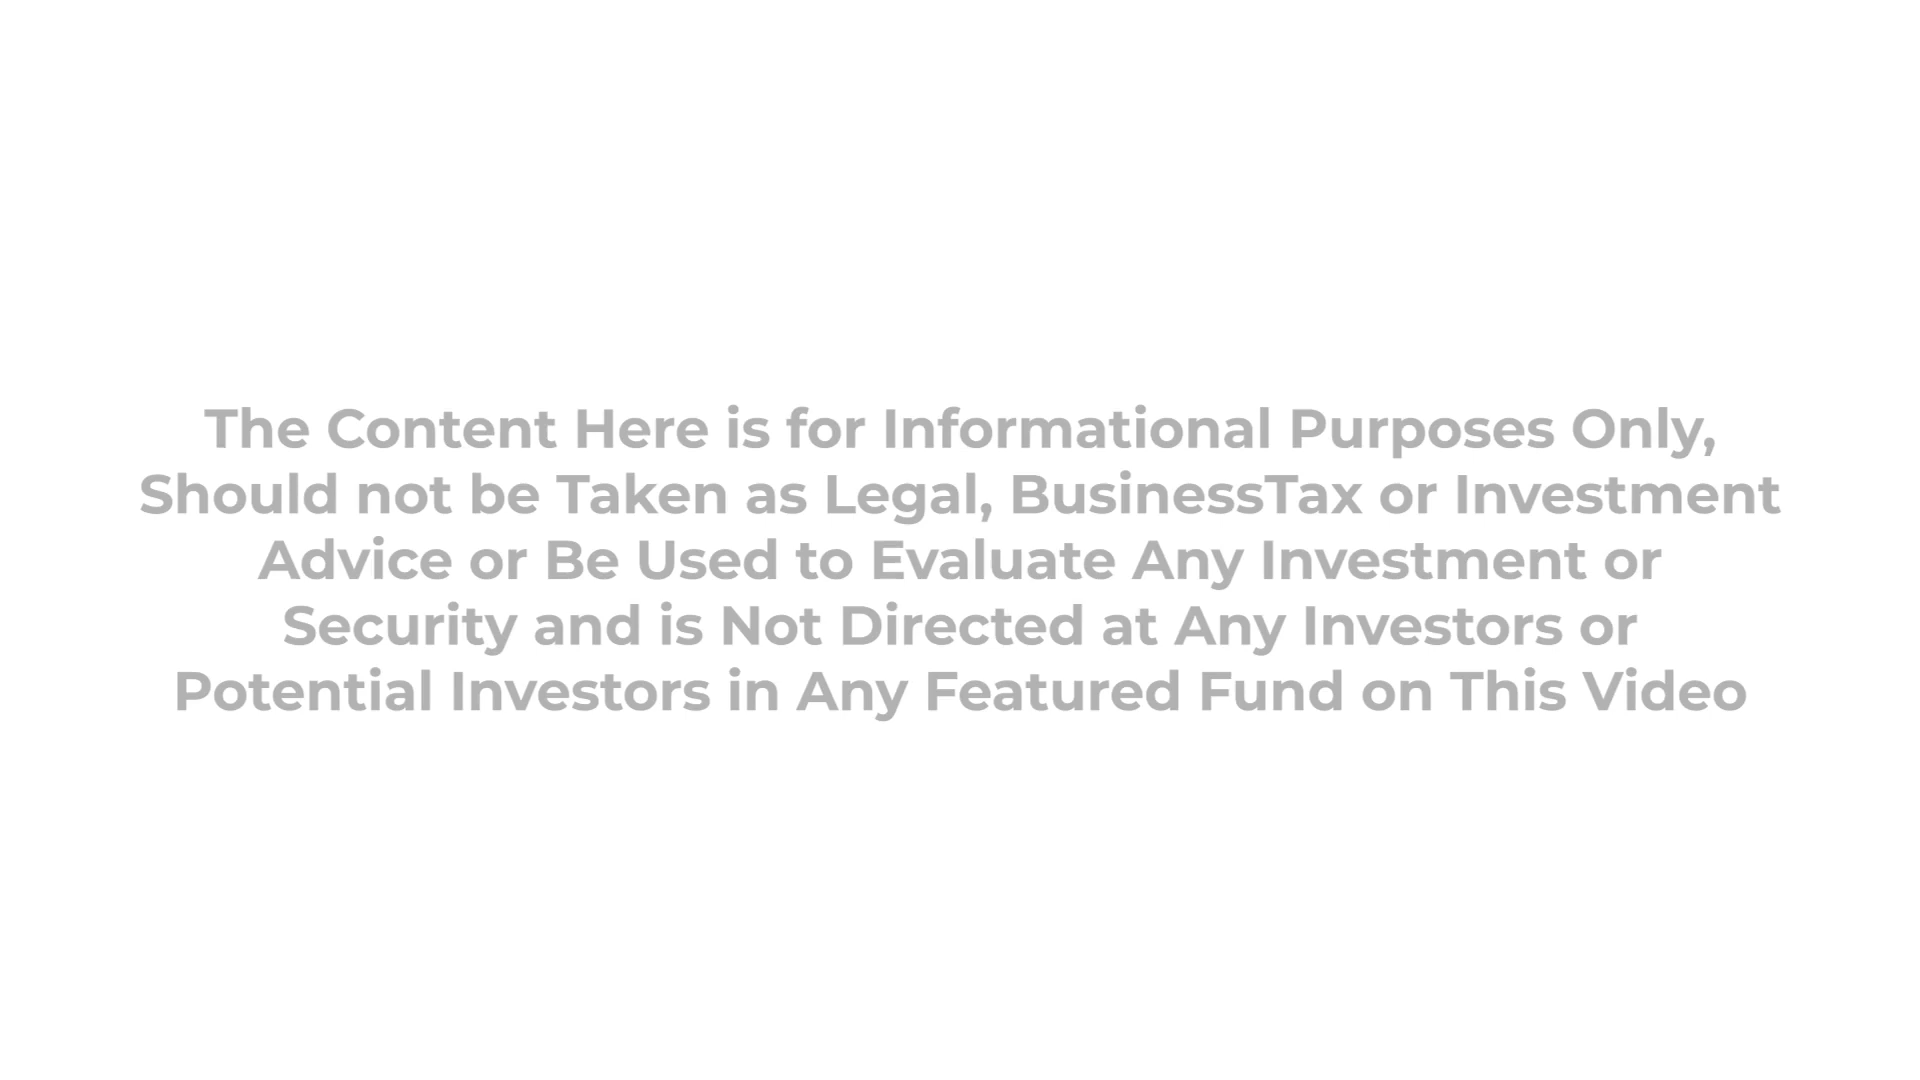 The Content Here is for Informational Purposes Only,
Should not be Taken as Legal, BusinessTax or Investment
Advice or Be Used to Evaluate Any Investment or
Security and is Not Directed at Any Investors or
Potential Investors in Any Featured Fund on This Video